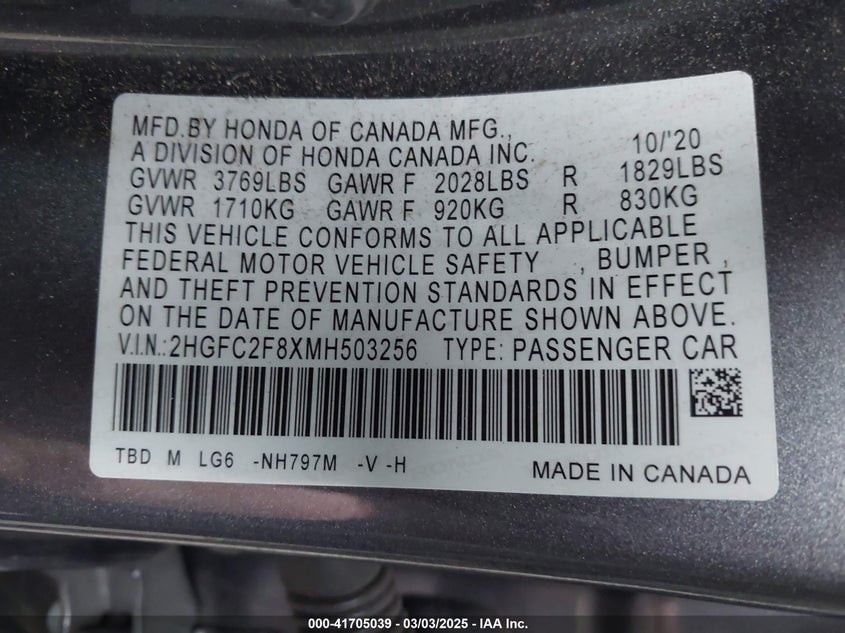 MFD.BY HONDA OF CANADA MFG.,
A DIVISION OF HONDA CANADA INC. 10/'20
GVWR 3769LBS GAWR F 2028LBS R 1829LBS
GVWR 1710KG GAWR F 920KG R 830KG
THIS VEHICLE CONFORMS TO ALL APPLICABLE
FEDERAL MOTOR VEHICLE SAFETY , BUMPER ,
AND THEFT PREVENTION STANDARDS IN EFFECT
ON THE DATE OF MANUFACTURE SHOWN ABOVE.
V.I.N.:2HGFC2F8XMH503256 TYPE: PASSENGER CAR
TBD M LG6 -NH797M -V -H MADE IN CANADA
000-41705039 - 03/03/2025 - IAA Inc.